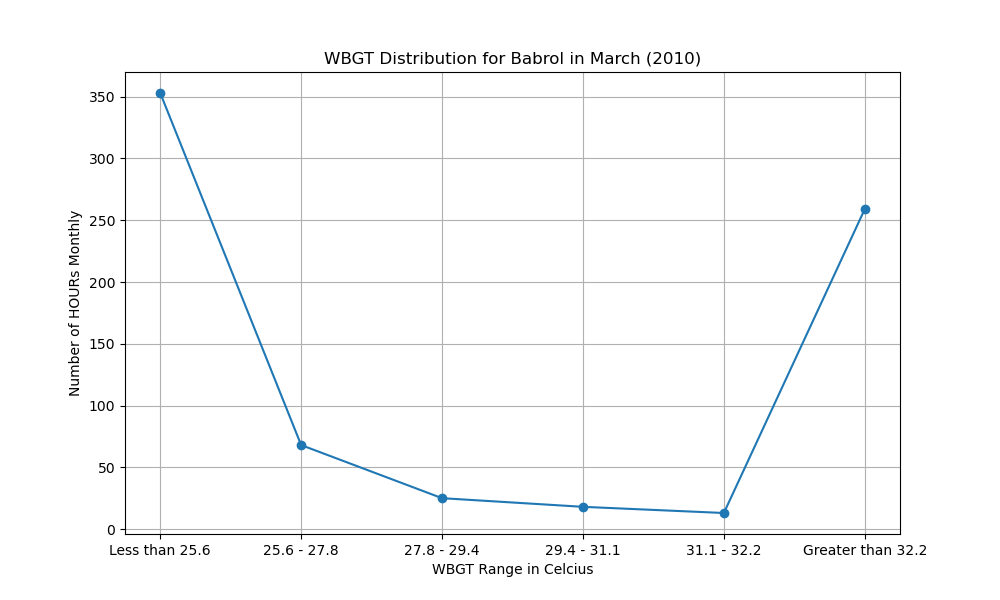 WBGT Distribution for Babrol in March (2010)
350
300
250
200
150
100
50
0
Number of HOURs Monthly
Less than 25.6 25.6 - 27.8 27.8 - 29.4 29.4 - 31.1 31.1 - 32.2 Greater than 32.2
WBGT Range in Celcius